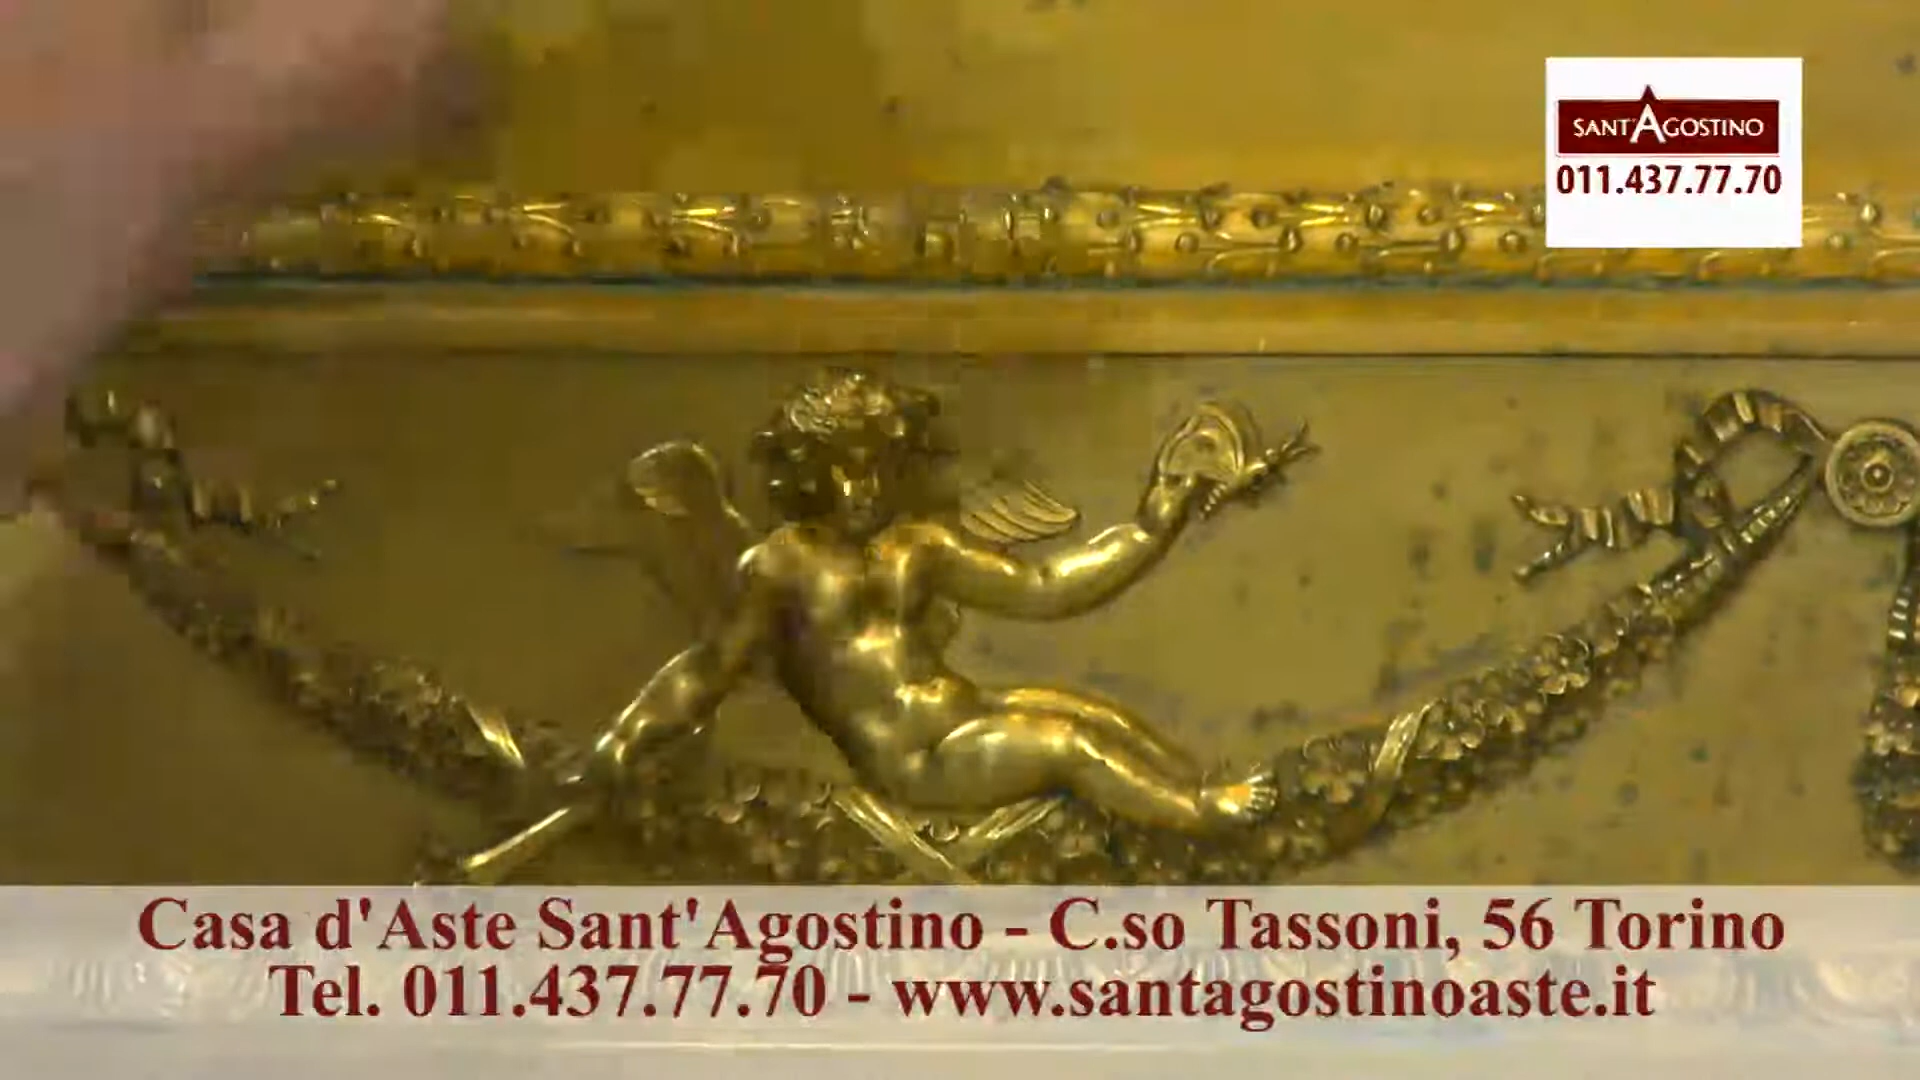 SANT'AGOSTINO
011.437.77.70
Casa d'Aste Sant'Agostino - C.so Tassoni, 56 Torino
Tel. 011.437.77.70 - www.santagostinoaste.it